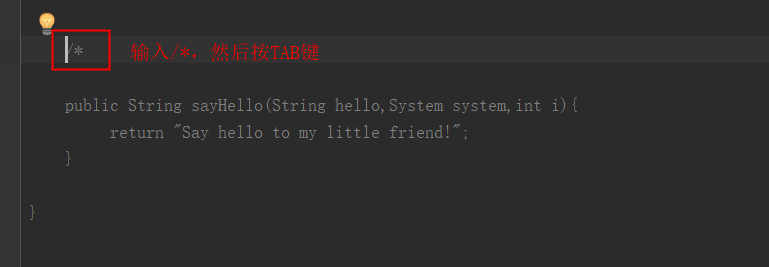 /* 输入/*，然后按TAB键
public String sayHello(String hello,System system,int i){
return "Say hello to my little friend!";
}
}